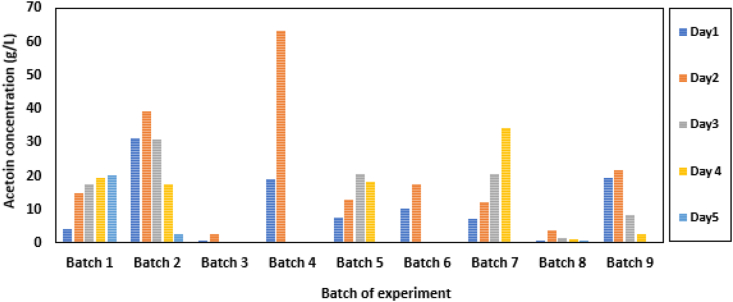 Acetoin concentration (g/L)
70
60
50
40
30
20
10
0
Batch 1 Batch 2 Batch 3 Batch 4 Batch 5 Batch 6 Batch 7 Batch 8 Batch 9
Batch of experiment
Day1
Day2
Day3
Day 4
Day5